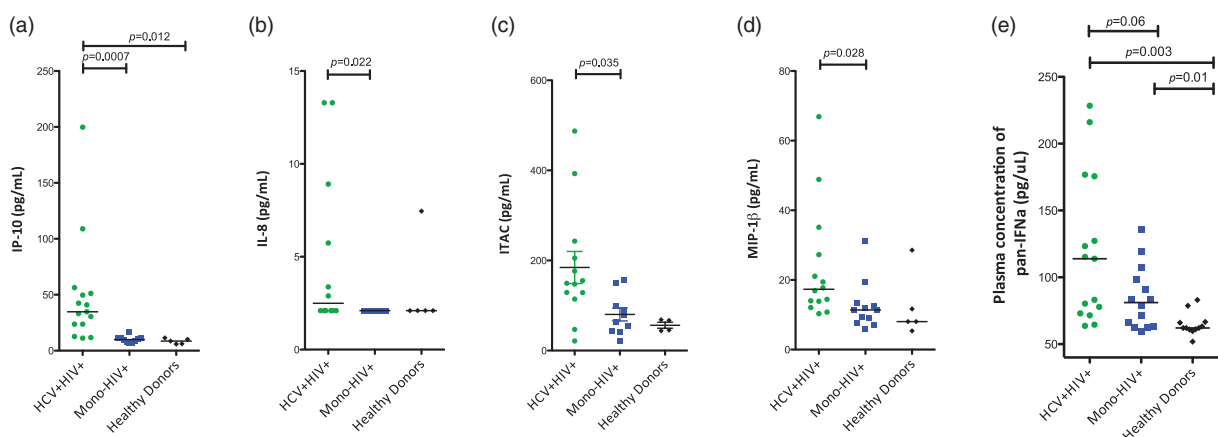 (a)
p=0.012
p=0.0007
250
200
150
100
50
0
IP-10 (pg/mL)
HCV+HIV+
Mono-HIV+
Healthy Donors
(b)
p=0.022
15
10
5
0
IL-8 (pg/mL)
HCV+HIV+
Mono-HIV+
Healthy Donors
(c)
p=0.035
600
400
200
0
ITAC (pg/mL)
HCV+HIV+
Mono-HIV+
Healthy Donors
(d)
p=0.028
80
60
40
20
0
MIP-1β (pg/mL)
HCV+HIV+
Mono-HIV+
Healthy Donors
(e)
p=0.06
p=0.003
p=0.01
250
200
150
100
50
Plasma concentration of
pan-IFNa (pg/uL)
HCV+HIV+
Mono-HIV+
Healthy Donors